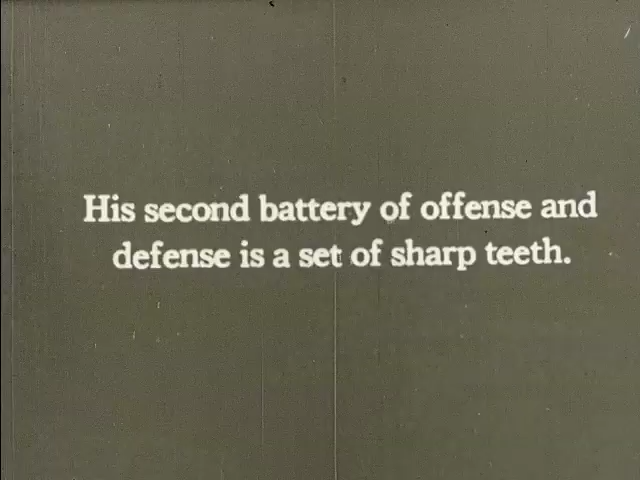 His second battery of offense and
defense is a set of sharp teeth.